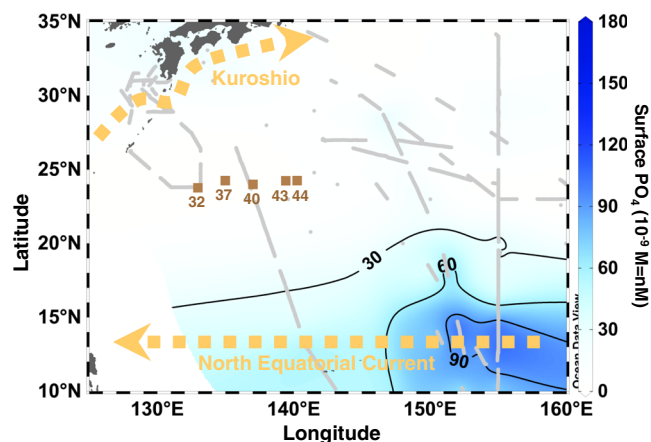 35°N
180
Kuroshio
150
30°N
Surface PO4 (10-9 M=nM)
120
25°N
32
37
40
43
44
90
Latitude
20°N
30
60
60
15°N
30
North Equatorial Current
90
Ocean Data View
10°N
0
130°E
140°E
150°E
160°E
Longitude